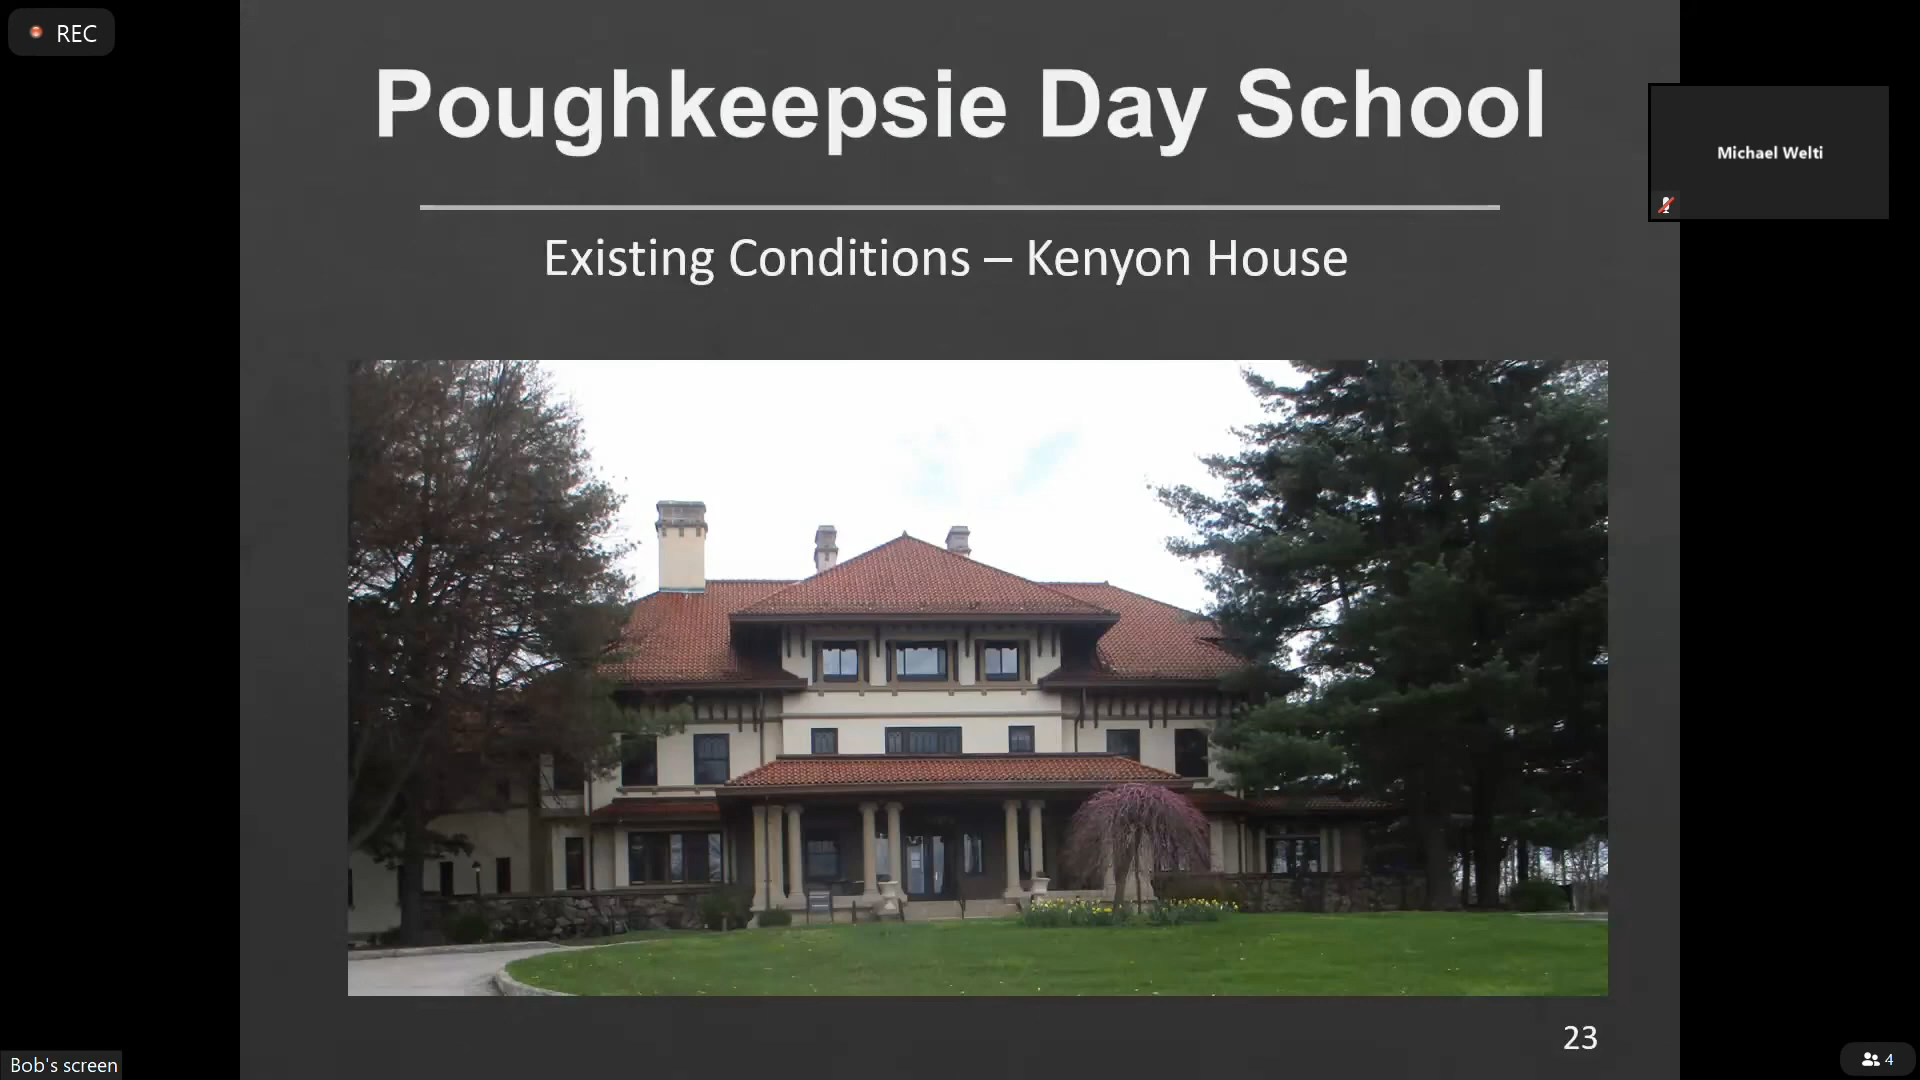 REC
Poughkeepsie Day School
Michael Welti
Existing Conditions – Kenyon House
23
Bob's screen
4